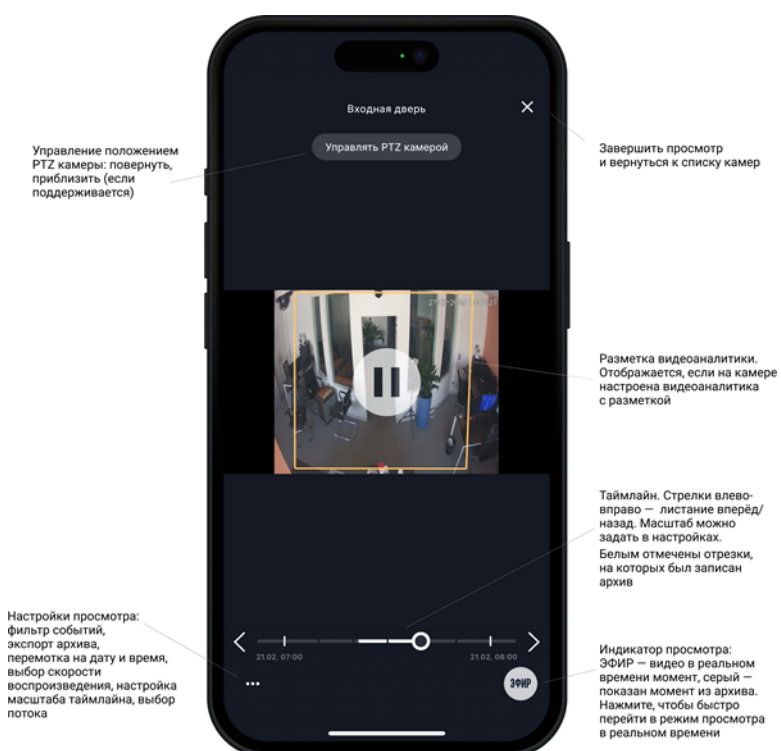 Входная дверь
Управлять PTZ камерой
Управление положением
PTZ камеры: повернуть,
приблизить (если
поддерживается)
Завершить просмотр
и вернуться к списку камер
Разметка видеоаналитики.
Отображается, если на камере
настроена видеоаналитика
с разметкой
Таймлайн. Стрелки влево-
вправо — листание вперёд/
назад. Масштаб можно
задать в настройках.
Белым отмечены отрезки,
на которых был записан
архив
21.02, 07:00
21.02, 08:00
Настройки просмотра:
фильтр событий,
экспорт архива,
перемотка на дату и время,
выбор скорости
воспроизведения, настройка
масштаба таймлайна, выбор
потока
ЭФИР
Индикатор просмотра:
ЭФИР — видео в реальном
времени момент, серый —
показан момент из архива.
Нажмите, чтобы быстро
перейти в режим просмотра
в реальном времени